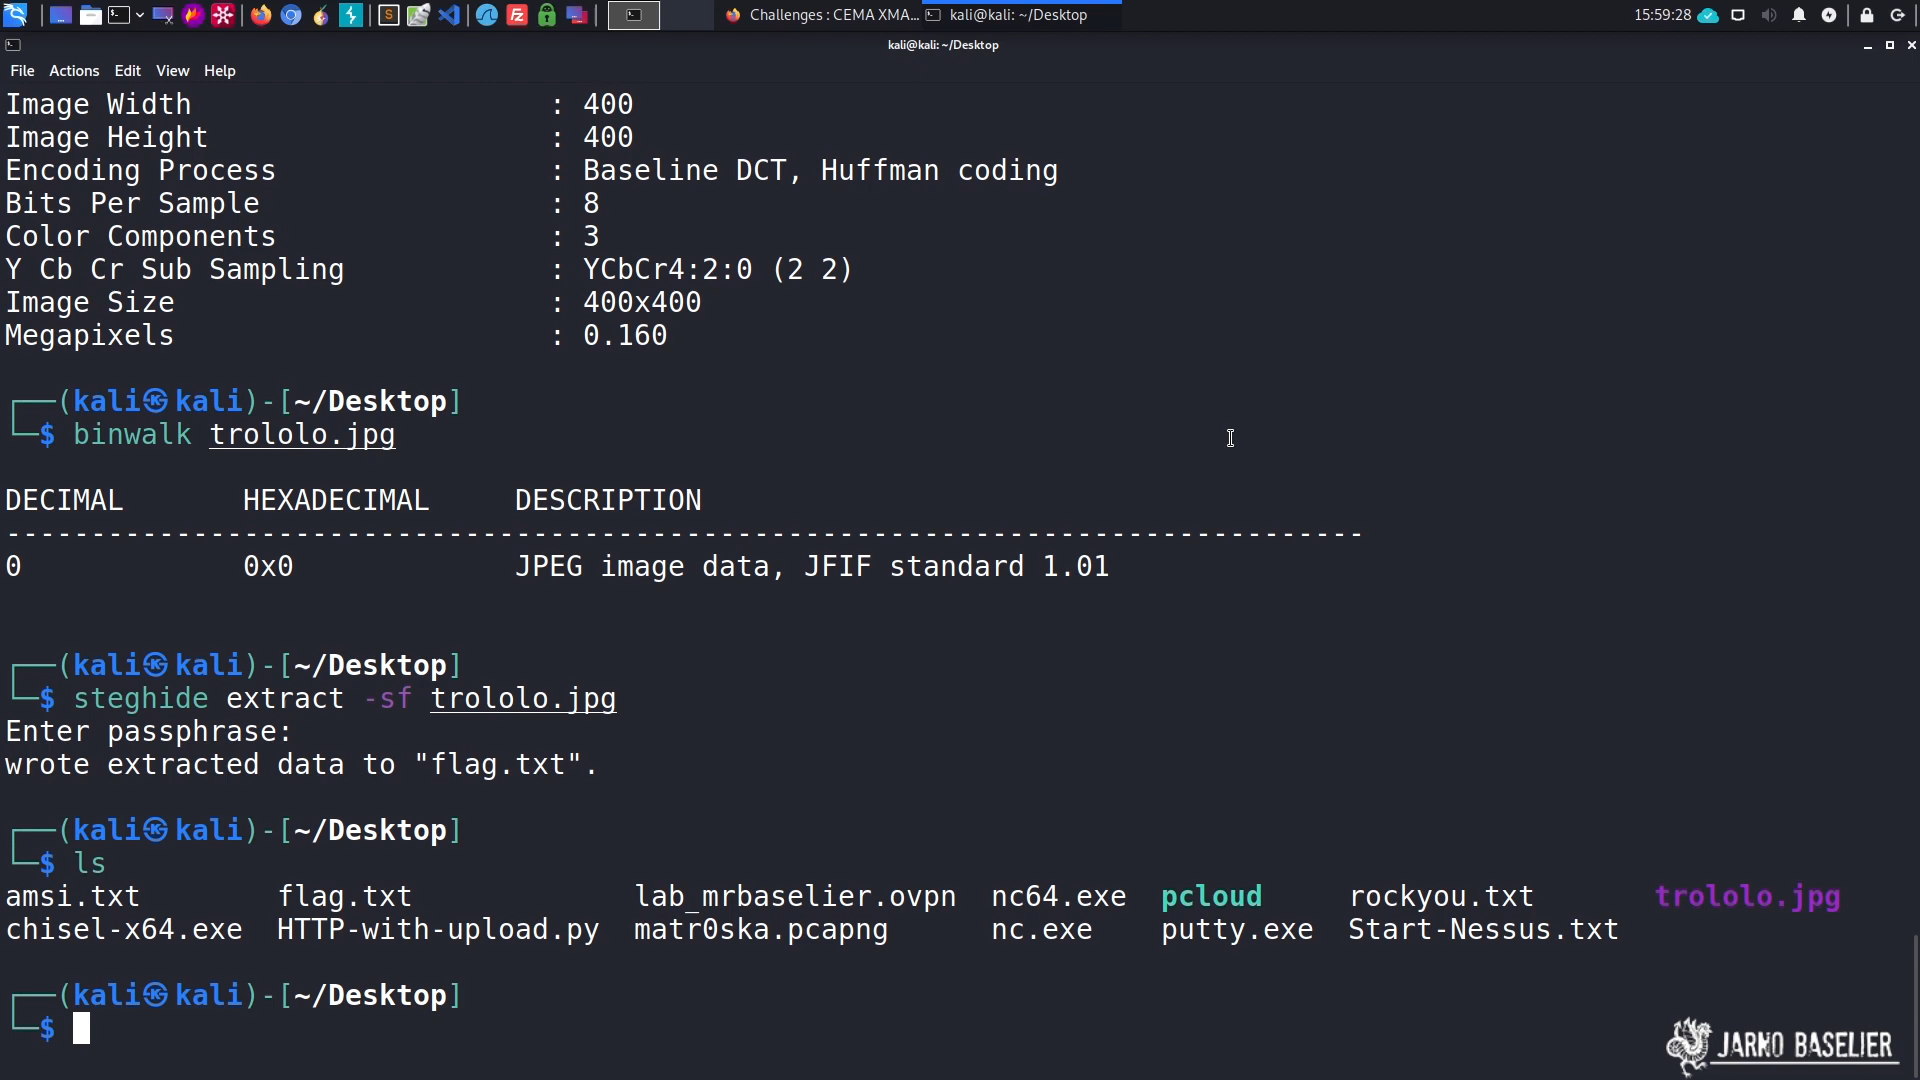 Challenges : CEMA XMA... kali@kali: ~/Desktop 15:59:28
kali@kali: ~/Desktop
File Actions Edit View Help
Image Width : 400
Image Height : 400
Encoding Process : Baseline DCT, Huffman coding
Bits Per Sample : 8
Color Components : 3
Y Cb Cr Sub Sampling : YCbCr4:2:0 (2 2)
Image Size : 400x400
Megapixels : 0.160
┌──(kali㉿kali)-[~/Desktop]
└─$ binwalk trololo.jpg
DECIMAL HEXADECIMAL DESCRIPTION
--------------------------------------------------------------------------------
0 0x0 JPEG image data, JFIF standard 1.01
┌──(kali㉿kali)-[~/Desktop]
└─$ steghide extract -sf trololo.jpg
Enter passphrase:
wrote extracted data to "flag.txt".
┌──(kali㉿kali)-[~/Desktop]
└─$ ls
amsi.txt flag.txt lab_mrbaselier.ovpn nc64.exe pcloud rockyou.txt trololo.jpg
chisel-x64.exe HTTP-with-upload.py matr0ska.pcapng nc.exe putty.exe Start-Nessus.txt
┌──(kali㉿kali)-[~/Desktop]
└─$
JARNO BASELIER